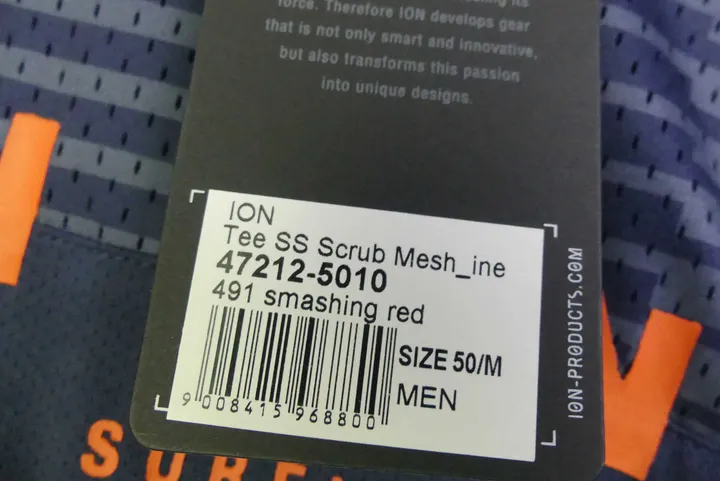 its
force. Therefore ION develops gear
that is not only smart and innovative,
but also transforms this passion
into unique designs.
ION
Tee SS Scrub Mesh_ine
47212-5010
491 smashing red
SIZE 50/M
MEN
9 008415 968800
ION-PRODUCTS.COM